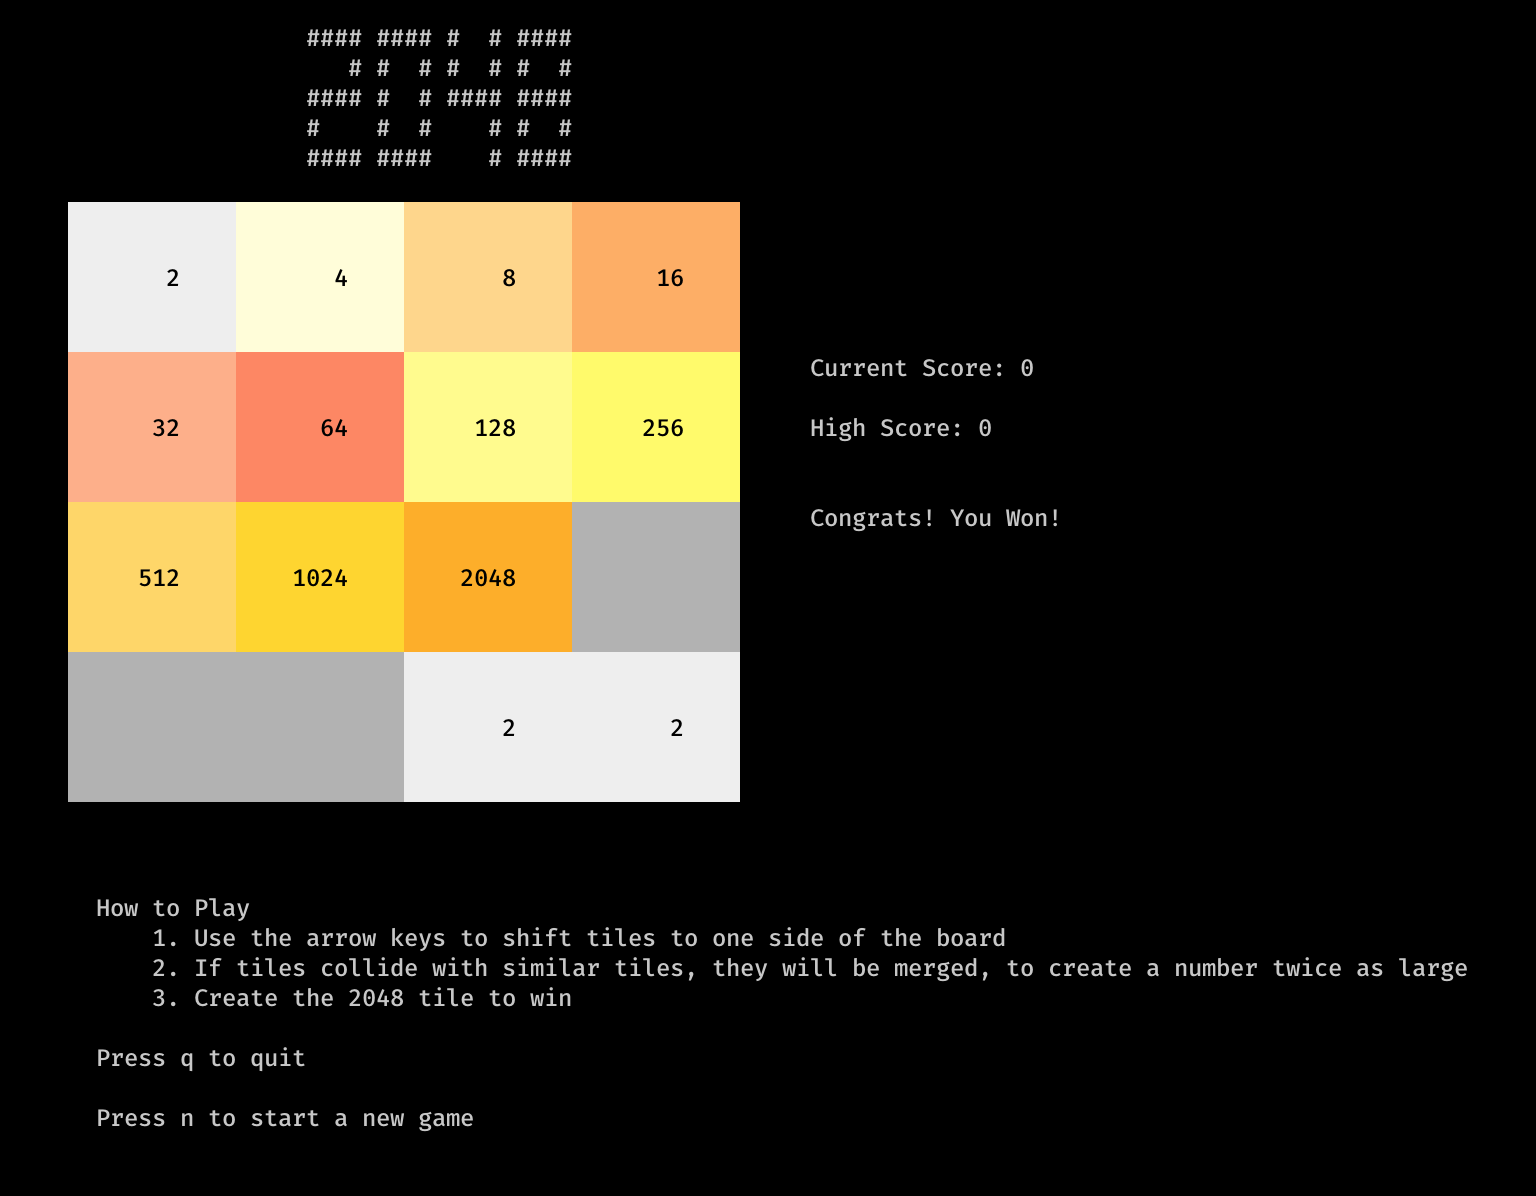 #### #### #  # ####
   # #  # #  # #  #
#### #  # #### ####
#    #  #    # #  #
#### ####    # ####
2 4 8 16
32 64 128 256
Current Score: 0
High Score: 0
512 1024 2048
Congrats! You Won!
2 2
How to Play
1. Use the arrow keys to shift tiles to one side of the board
2. If tiles collide with similar tiles, they will be merged, to create a number twice as large
3. Create the 2048 tile to win
Press q to quit
Press n to start a new game